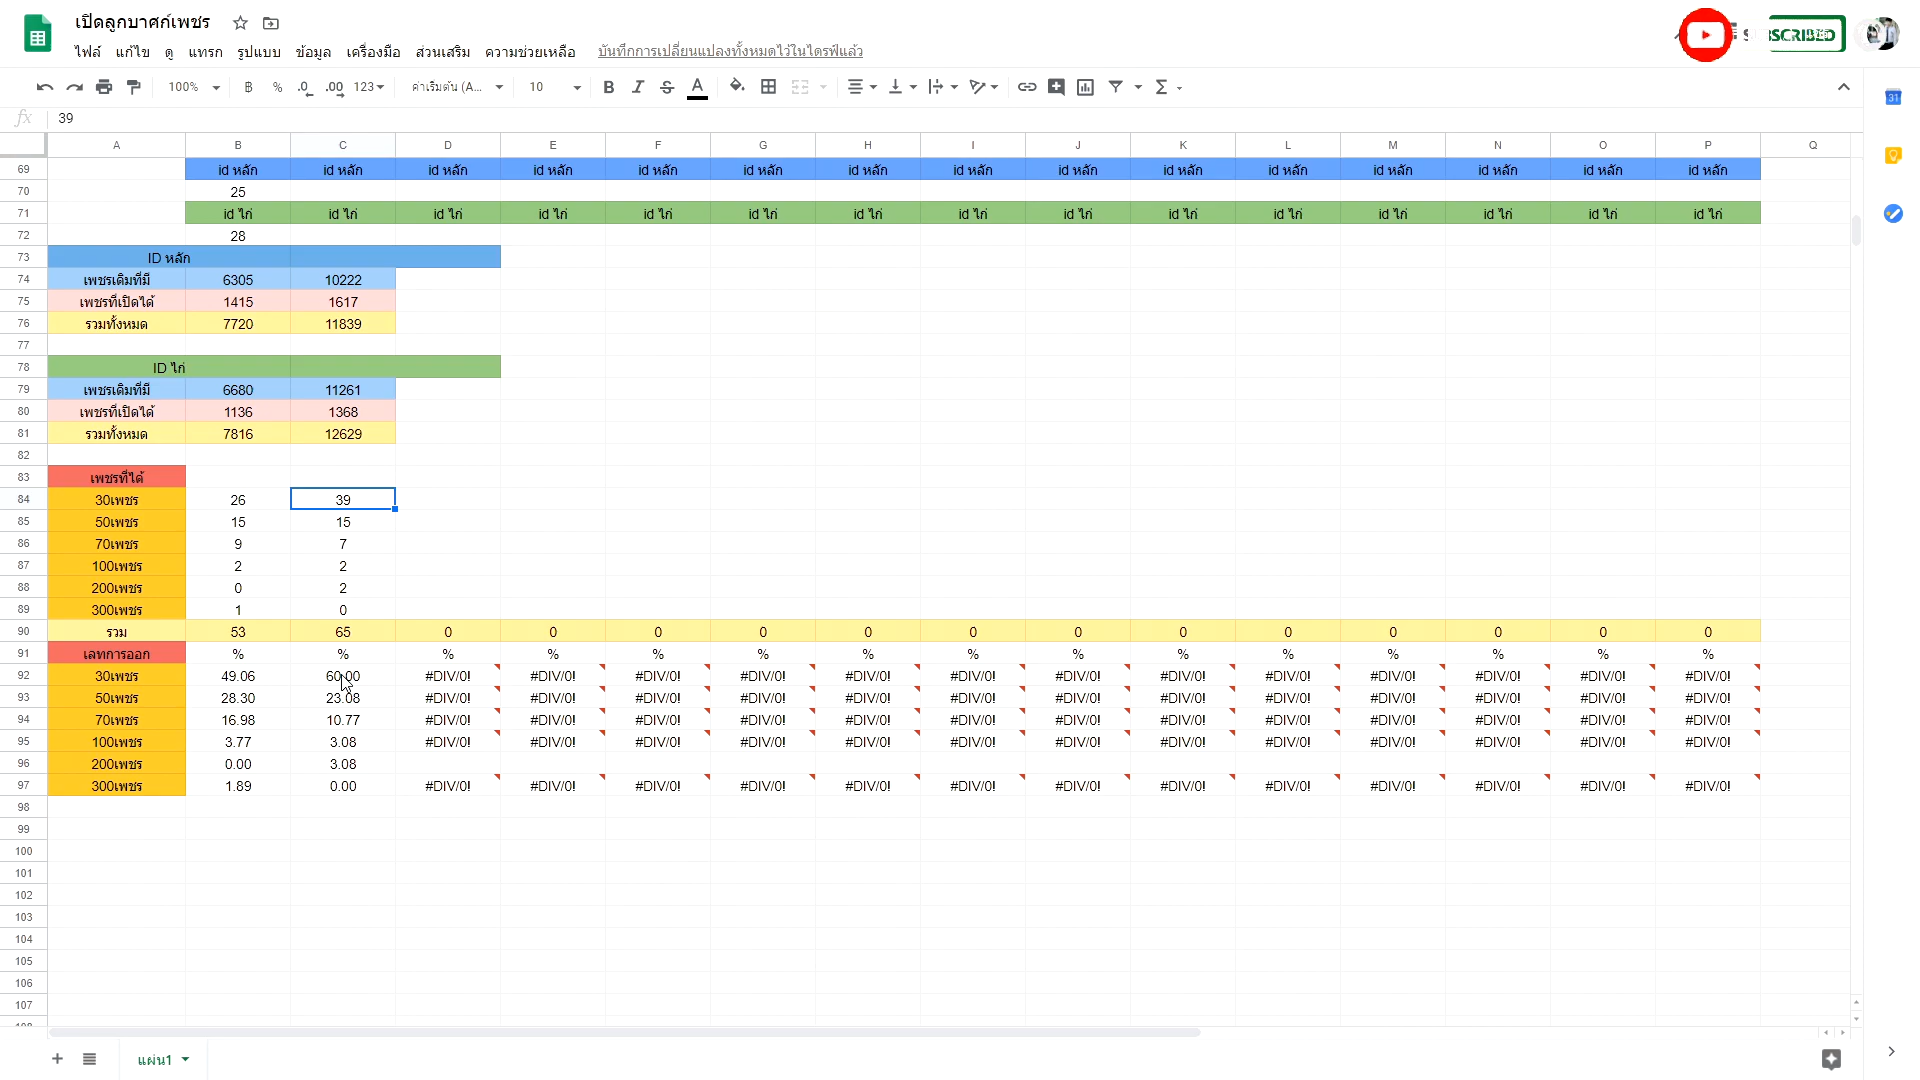 เปิดลูกบาศก์เพชร
ไฟล์ แก้ไข ดู แทรก รูปแบบ ข้อมูล เครื่องมือ ส่วนเสริม ความช่วยเหลือ บันทึกการเปลี่ยนแปลงทั้งหมดไว้ในไดรฟ์แล้ว
SUBSCRIBED
100% ฿ % .0 .00 123 ค่าเริ่มต้น (A... 10 B I S A Σ
31
fx 39
A B C D E F G H I J K L M N O P Q
69 id หลัก id หลัก id หลัก id หลัก id หลัก id หลัก id หลัก id หลัก id หลัก id หลัก id หลัก id หลัก id หลัก id หลัก id หลัก
70 25
71 id ไก่ id ไก่ id ไก่ id ไก่ id ไก่ id ไก่ id ไก่ id ไก่ id ไก่ id ไก่ id ไก่ id ไก่ id ไก่ id ไก่ id ไก่
72 28
73 ID หลัก
74 เพชรเดิมที่มี 6305 10222
75 เพชรที่เปิดได้ 1415 1617
76 รวมทั้งหมด 7720 11839
77
78 ID ไก่
79 เพชรเดิมที่มี 6680 11261
80 เพชรที่เปิดได้ 1136 1368
81 รวมทั้งหมด 7816 12629
82
83 เพชรที่ได้
84 30เพชร 26 39
85 50เพชร 15 15
86 70เพชร 9 7
87 100เพชร 2 2
88 200เพชร 0 2
89 300เพชร 1 0
90 รวม 53 65 0 0 0 0 0 0 0 0 0 0 0 0 0
91 เลทการออก % % % % % % % % % % % % % % %
92 30เพชร 49.06 60.00 #DIV/0! #DIV/0! #DIV/0! #DIV/0! #DIV/0! #DIV/0! #DIV/0! #DIV/0! #DIV/0! #DIV/0! #DIV/0! #DIV/0! #DIV/0!
93 50เพชร 28.30 23.08 #DIV/0! #DIV/0! #DIV/0! #DIV/0! #DIV/0! #DIV/0! #DIV/0! #DIV/0! #DIV/0! #DIV/0! #DIV/0! #DIV/0! #DIV/0!
94 70เพชร 16.98 10.77 #DIV/0! #DIV/0! #DIV/0! #DIV/0! #DIV/0! #DIV/0! #DIV/0! #DIV/0! #DIV/0! #DIV/0! #DIV/0! #DIV/0! #DIV/0!
95 100เพชร 3.77 3.08 #DIV/0! #DIV/0! #DIV/0! #DIV/0! #DIV/0! #DIV/0! #DIV/0! #DIV/0! #DIV/0! #DIV/0! #DIV/0! #DIV/0! #DIV/0!
96 200เพชร 0.00 3.08
97 300เพชร 1.89 0.00 #DIV/0! #DIV/0! #DIV/0! #DIV/0! #DIV/0! #DIV/0! #DIV/0! #DIV/0! #DIV/0! #DIV/0! #DIV/0! #DIV/0! #DIV/0!
98
99
100
101
102
103
104
105
106
107
แผ่น1